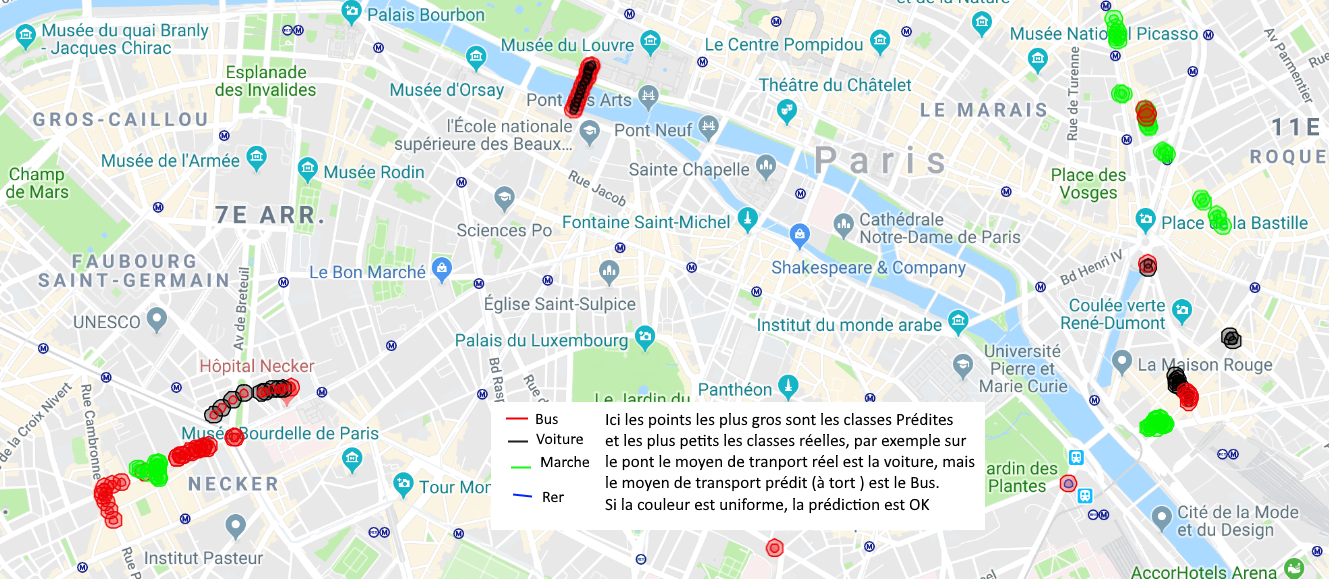 Palais Bourbon
et de la Nature
Musée du quai Branly
- Jacques Chirac
Musée du Louvre
Le Centre Pompidou
Musée National Picasso
Av Parmentier
Esplanade
des Invalides
Musée d'Orsay
Théâtre du Châtelet
Rue de Turenne
Pont des Arts
LE MARAIS
GROS-CAILLOU
l'École nationale
supérieure des Beaux...
Pont Neuf
11E
ROQUE
Paris
Musée de l'Armée
Musée Rodin
Sainte Chapelle
Champ
de Mars
Rue Jacob
Place des
Vosges
7E ARR.
Sciences Po
Fontaine Saint-Michel
Cathédrale
Notre-Dame de Paris
Place de la Bastille
FAUBOURG
SAINT-GERMAIN
Le Bon Marché
Shakespeare & Company
Bd Henri IV
Av de Breteuil
Église Saint-Sulpice
Coulée verte
René-Dumont
UNESCO
Palais du Luxembourg
Institut du monde arabe
Université
Pierre et
Marie Curie
La Maison Rouge
Hôpital Necker
Bd Ras
Rue d
Panthéon
Le Jardin du
de la Croix Nivert
Rue Cambronne
Musée Bourdelle de Paris
Bus
Voiture
Marche
Rer
Ici les points les plus gros sont les classes Prédites
et les plus petits les classes réelles, par exemple sur
le pont le moyen de tranport réel est la voiture, mais
le moyen de transport prédit (à tort ) est le Bus.
Si la couleur est uniforme, la prédiction est OK
NECKER
Tour Mon
Jardin des
Plantes
Cité de la Mode
et du Design
Institut Pasteur
Rue
AccorHotels Arena